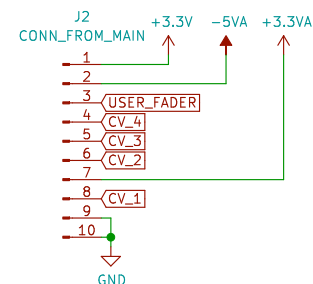 J2
CONN_FROM_MAIN
+3.3V
-5VA
+3.3VA
1
2
3 USER_FADER
4 CV_4
5 CV_3
6 CV_2
7
8 CV_1
9
10
GND